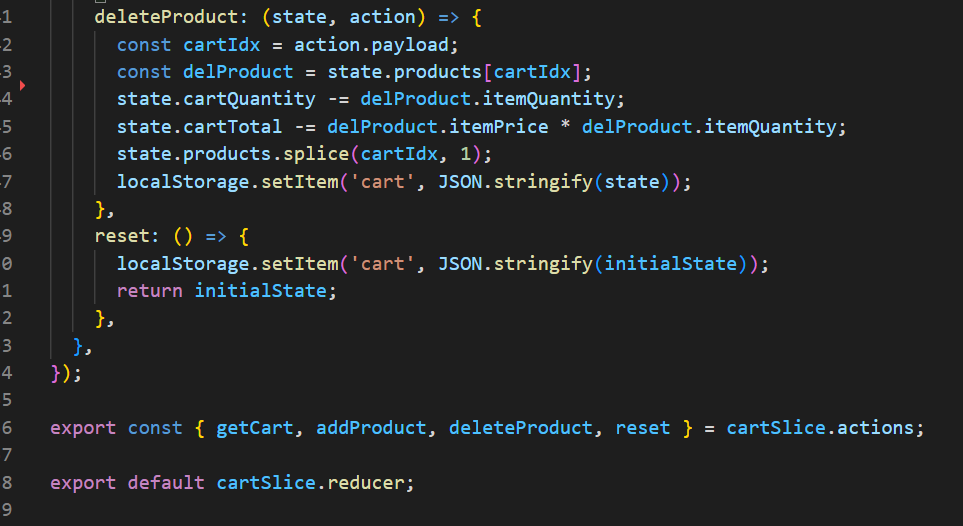 1 deleteProduct: (state, action) => {
2 const cartIdx = action.payload;
3 const delProduct = state.products[cartIdx];
4 state.cartQuantity -= delProduct.itemQuantity;
5 state.cartTotal -= delProduct.itemPrice * delProduct.itemQuantity;
6 state.products.splice(cartIdx, 1);
7 localStorage.setItem('cart', JSON.stringify(state));
8 },
9 reset: () => {
0 localStorage.setItem('cart', JSON.stringify(initialState));
1 return initialState;
2 },
3 },
4 });
5
6 export const { getCart, addProduct, deleteProduct, reset } = cartSlice.actions;
7
8 export default cartSlice.reducer;
9